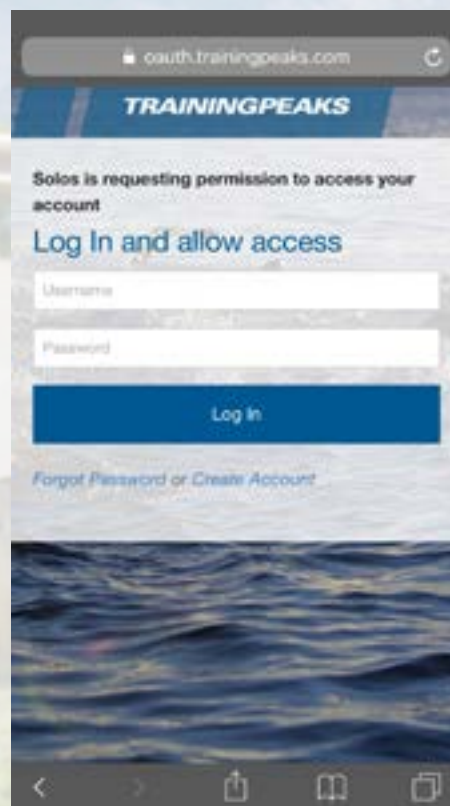 oauth.trainingpeaks.com
TRAININGPEAKS
Solos is requesting permission to access your
account
Log In and allow access
Username
Password
Log In
Forgot Password or Create Account